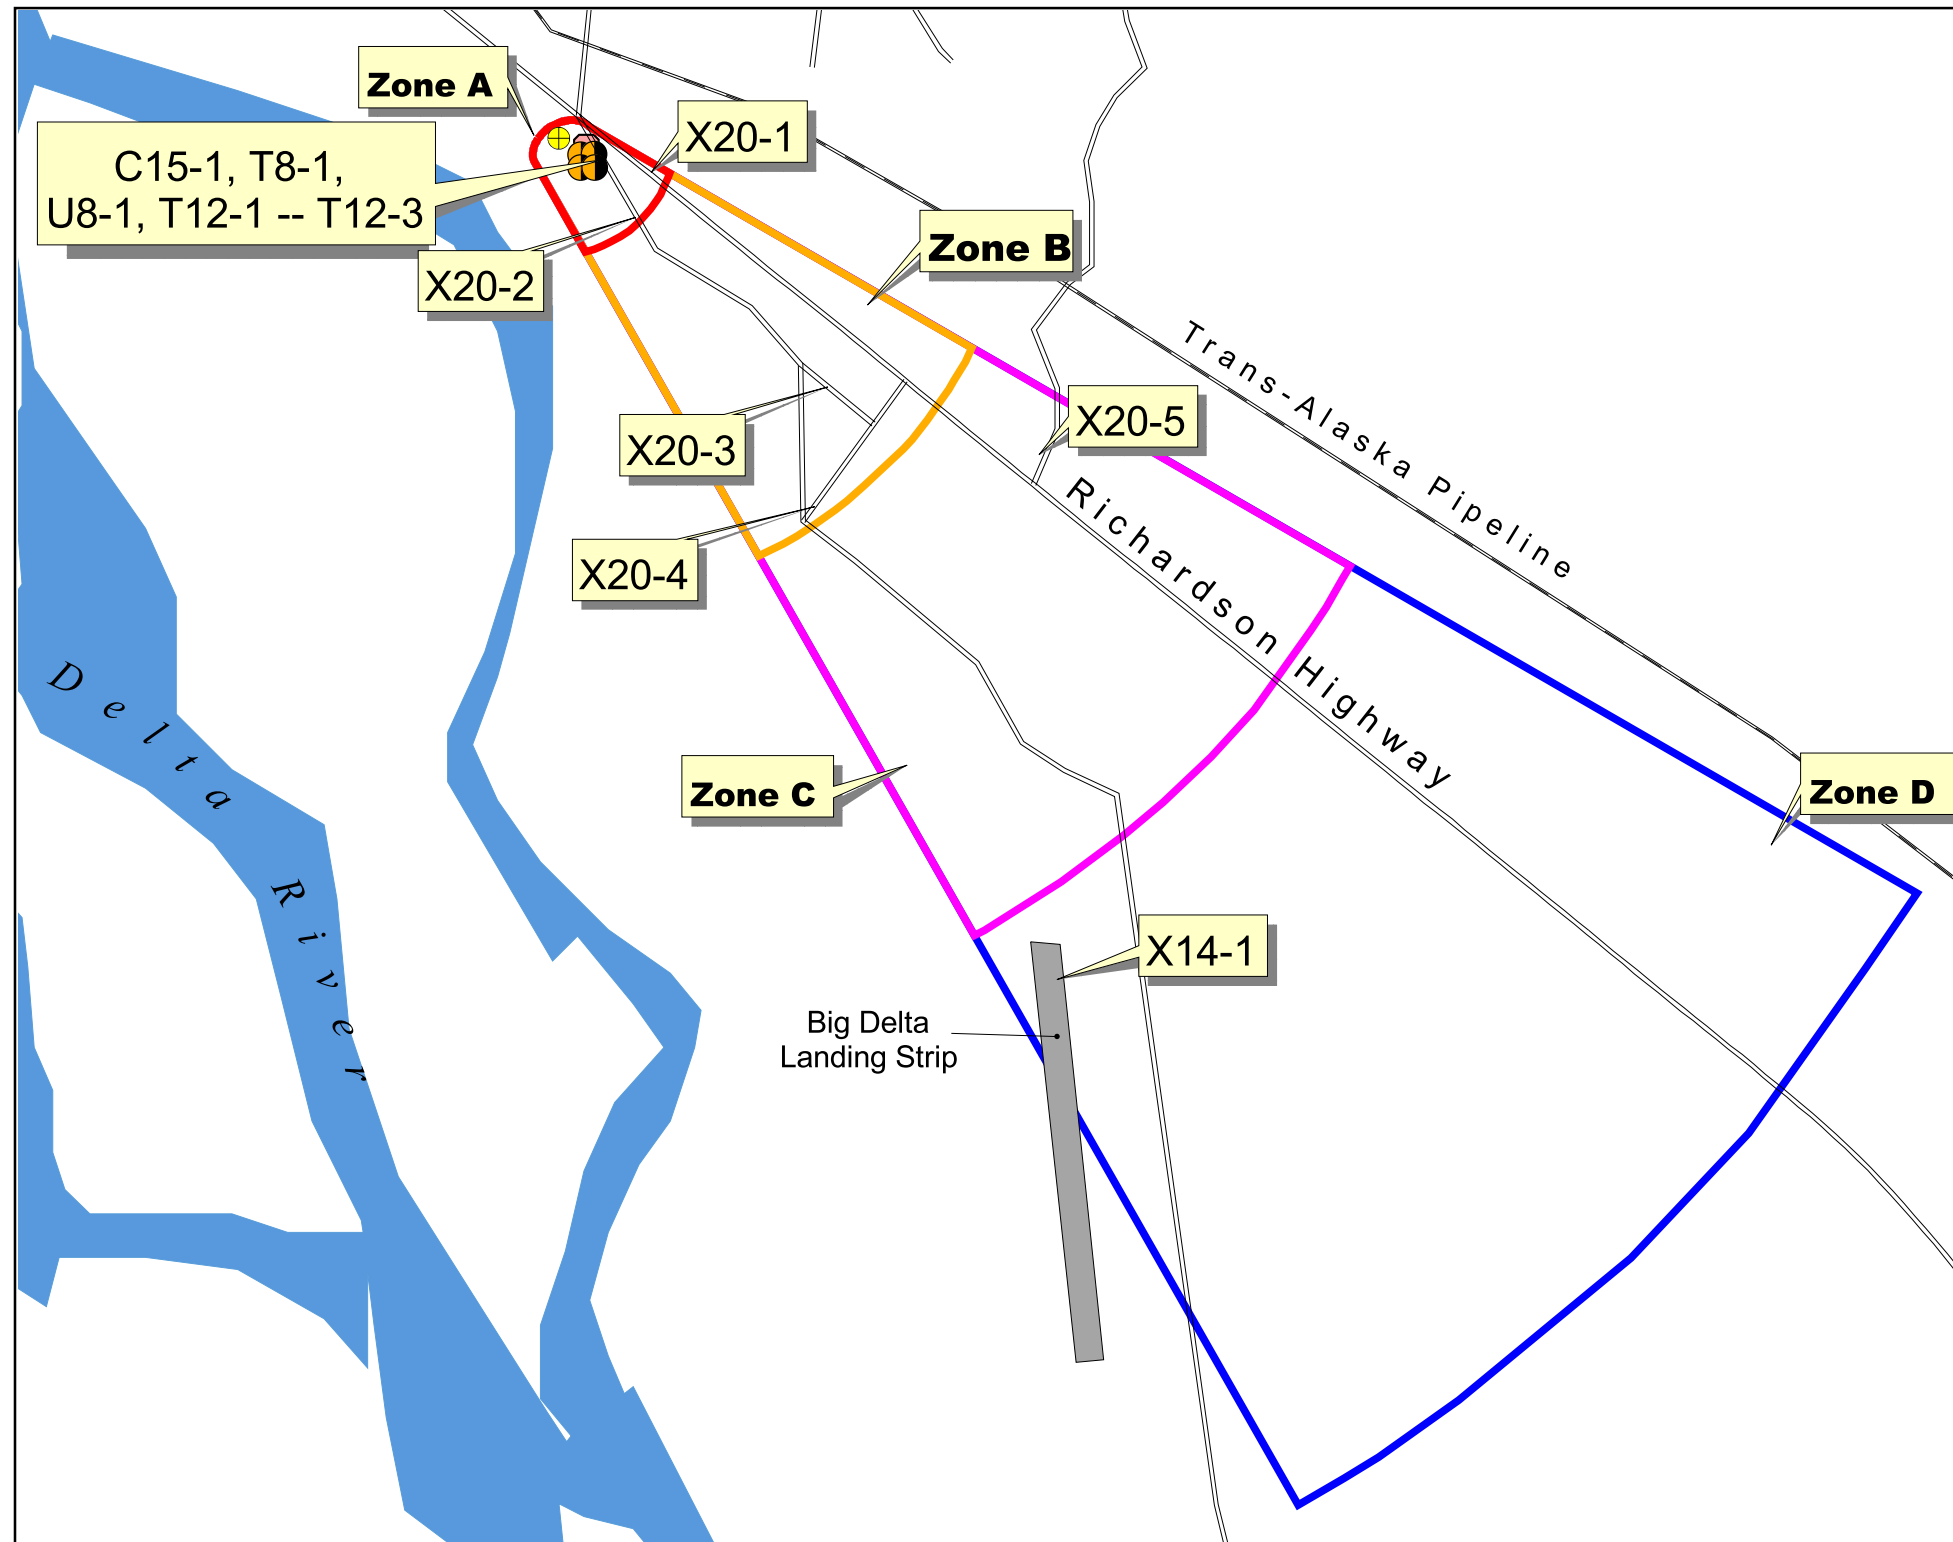 Zone A
X20-1
C15-1, T8-1,
U8-1, T12-1 -- T12-3
Zone B
X20-2
Trans-Alaska Pipeline
X20-5
X20-3
Richardson Highway
X20-4
Delta River
Zone C
Zone D
X14-1
Big Delta
Landing Strip